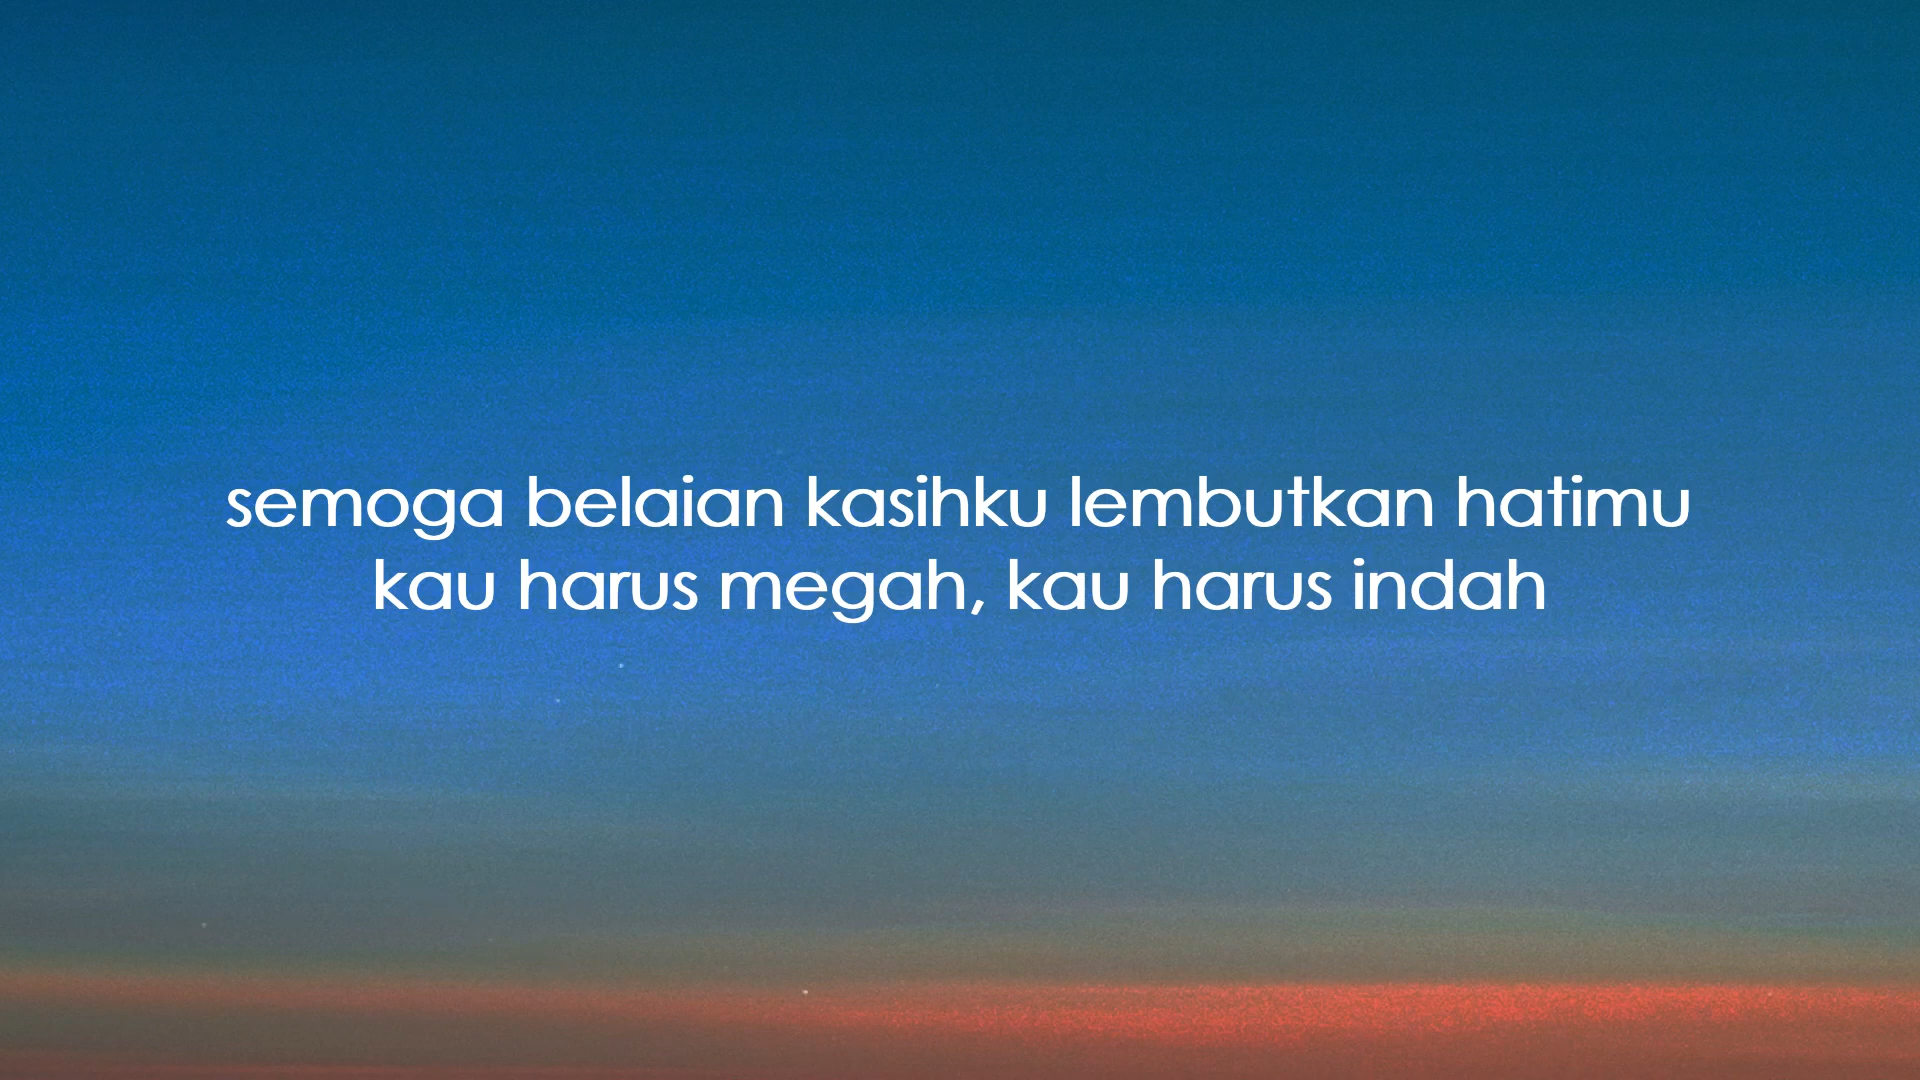 semoga belaian kasihku lembutkan hatimu
kau harus megah, kau harus indah